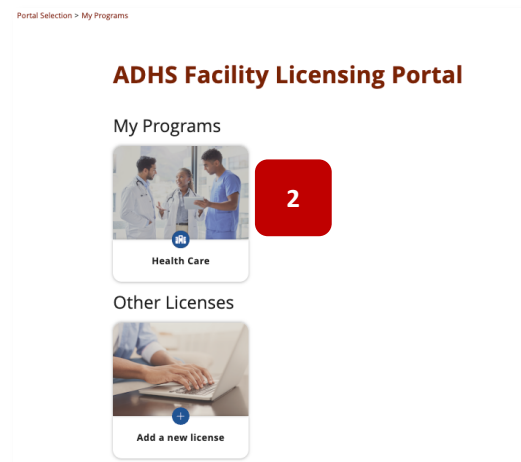 Portal Selection > My Programs
ADHS Facility Licensing Portal
My Programs
2
Health Care
Other Licenses
Add a new license